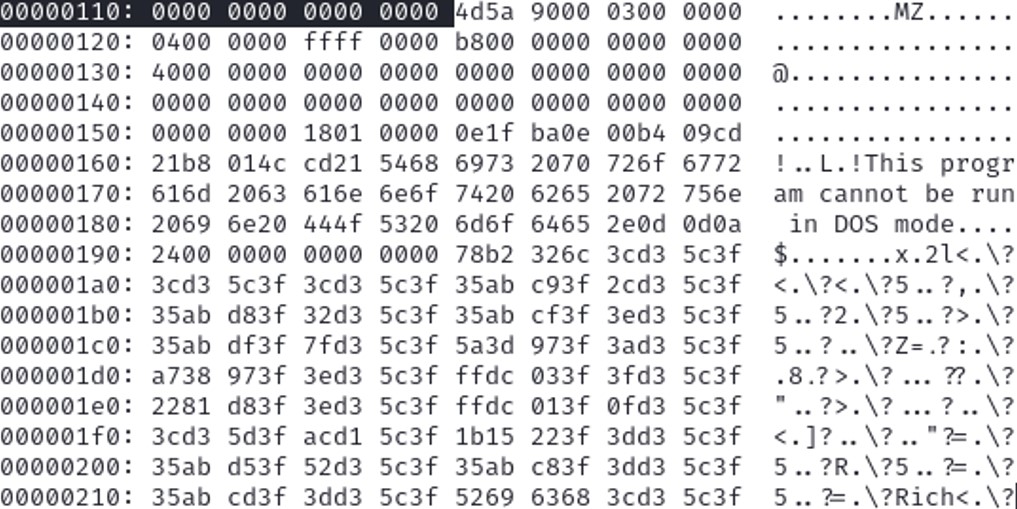 00000110: 0000 0000 0000 0000 4d5a 9000 0300 0000 ........MZ......
00000120: 0400 0000 ffff 0000 b800 0000 0000 0000 ................
00000130: 4000 0000 0000 0000 0000 0000 0000 0000 @...............
00000140: 0000 0000 0000 0000 0000 0000 0000 0000 ................
00000150: 0000 0000 1801 0000 0e1f ba0e 00b4 09cd ................
00000160: 21b8 014c cd21 5468 6973 2070 726f 6772 !..L.!This progr
00000170: 616d 2063 616e 6e6f 7420 6265 2072 756e am cannot be run
00000180: 2069 6e20 444f 5320 6d6f 6465 2e0d 0d0a  in DOS mode....
00000190: 2400 0000 0000 0000 78b2 326c 3cd3 5c3f $.......x.2l<.\?
000001a0: 3cd3 5c3f 3cd3 5c3f 35ab c93f 2cd3 5c3f <.\?<.\?5..?,.\?
000001b0: 35ab d83f 32d3 5c3f 35ab cf3f 3ed3 5c3f 5..?2.\?5..?>.\?
000001c0: 35ab df3f 7fd3 5c3f 5a3d 973f 3ad3 5c3f 5..?..\?Z=.?:.\?
000001d0: a738 973f 3ed3 5c3f ffdc 033f 3fd3 5c3f .8.?>.\?...??.\?
000001e0: 2281 d83f 3ed3 5c3f ffdc 013f 0fd3 5c3f "..?>.\?...?..\?
000001f0: 3cd3 5d3f acd1 5c3f 1b15 223f 3dd3 5c3f <.]?..\?.."?=.\?
00000200: 35ab d53f 52d3 5c3f 35ab c83f 3dd3 5c3f 5..?R.\?5..?=.\?
00000210: 35ab cd3f 3dd3 5c3f 5269 6368 3cd3 5c3f 5..?=.\?Rich<.\?